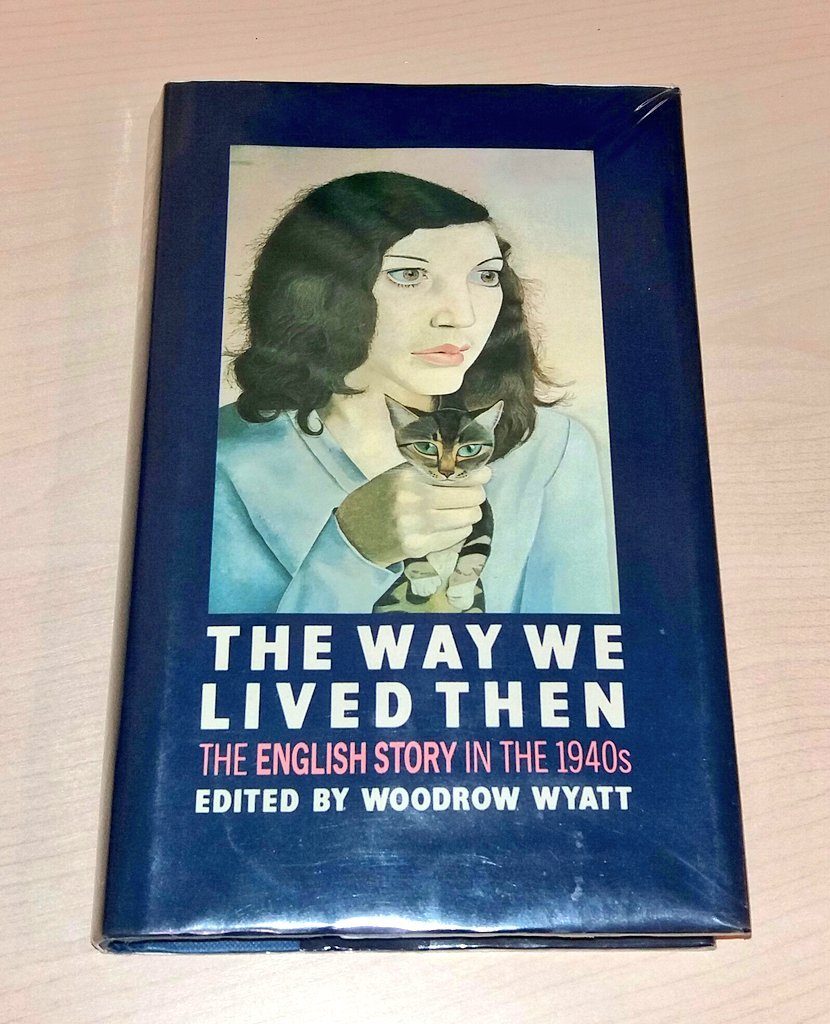 THE WAY WE
LIVED THEN
THE ENGLISH STORY IN THE 1940s
EDITED BY WOODROW WYATT